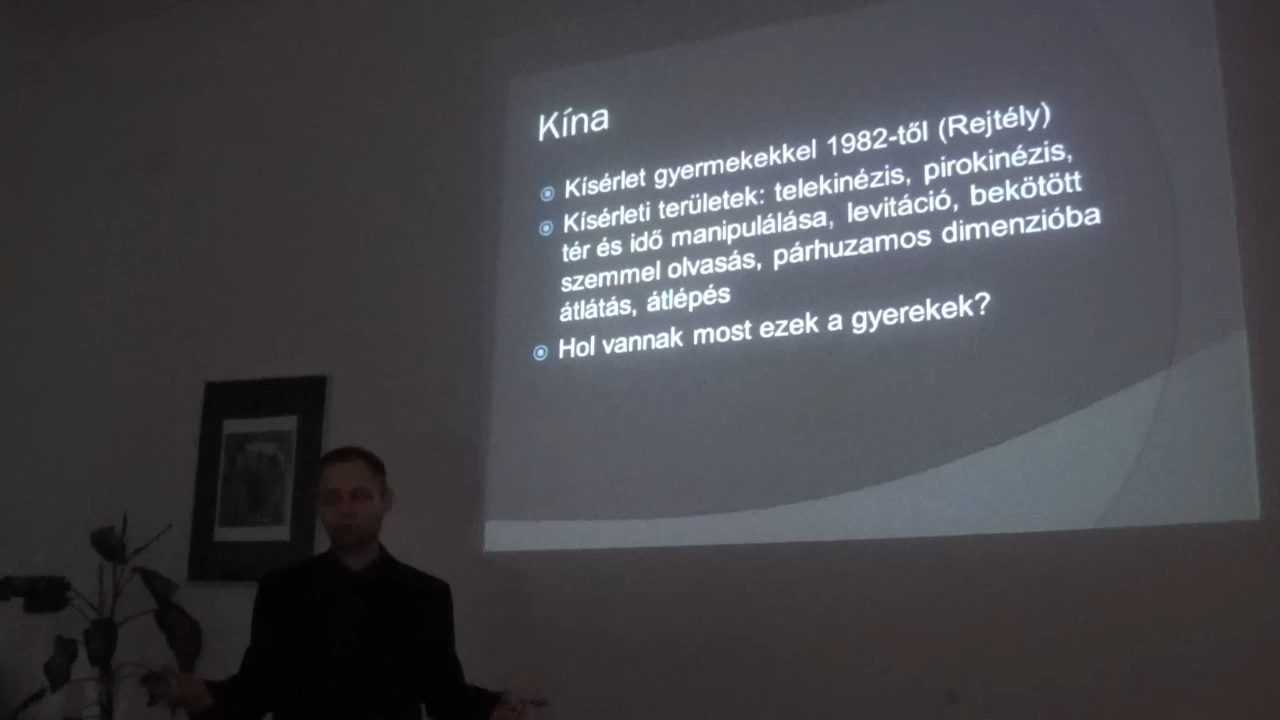 Kína
Kísérlet gyermekekkel 1982-től (Rejtély)
Kísérleti területek: telekinézis, pirokinézis,
tér és idő manipulálása, levitáció, bekötött
szemmel olvasás, párhuzamos dimenzióba
átlátás, átlépés
Hol vannak most ezek a gyerekek?